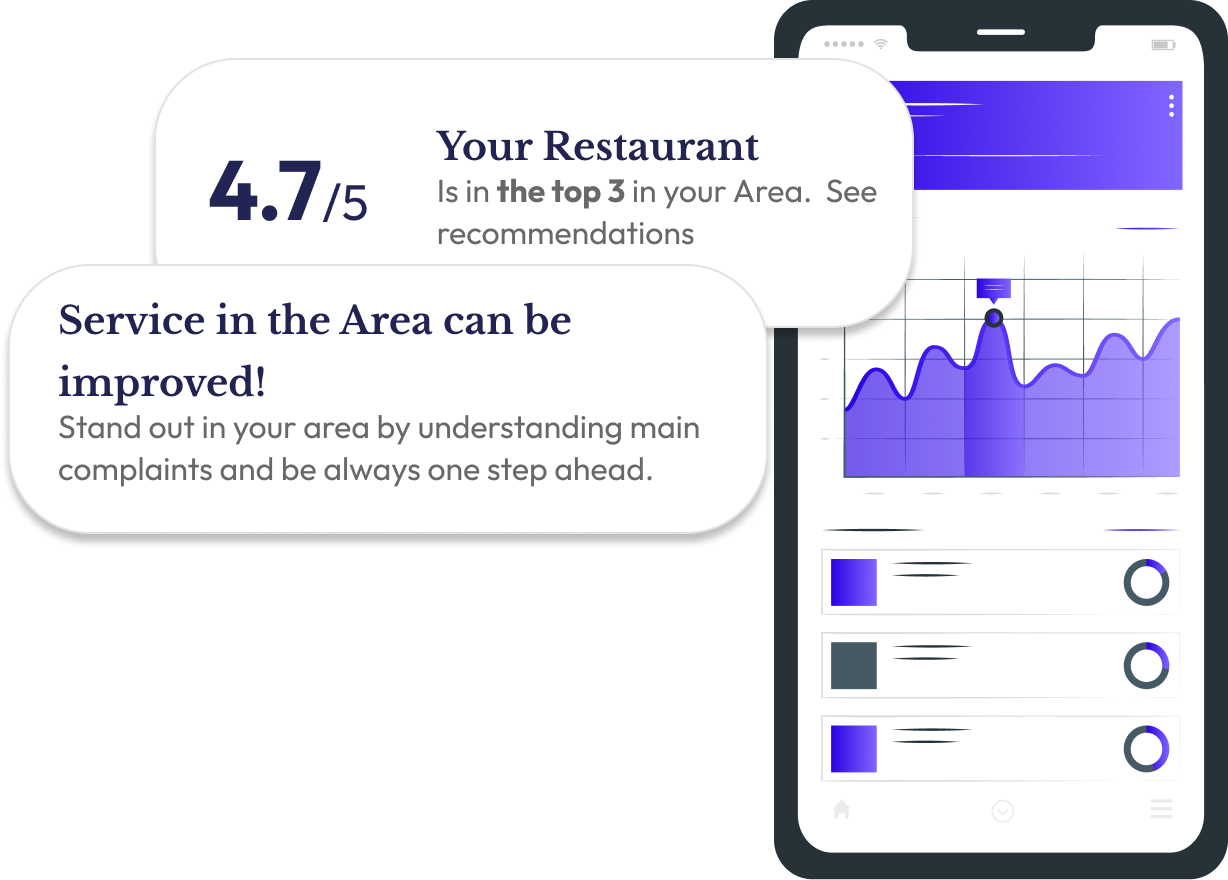 4.7/5
Your Restaurant
Is in the top 3 in your Area.  See
recommendations
Service in the Area can be
improved!
Stand out in your area by understanding main
complaints and be always one step ahead.